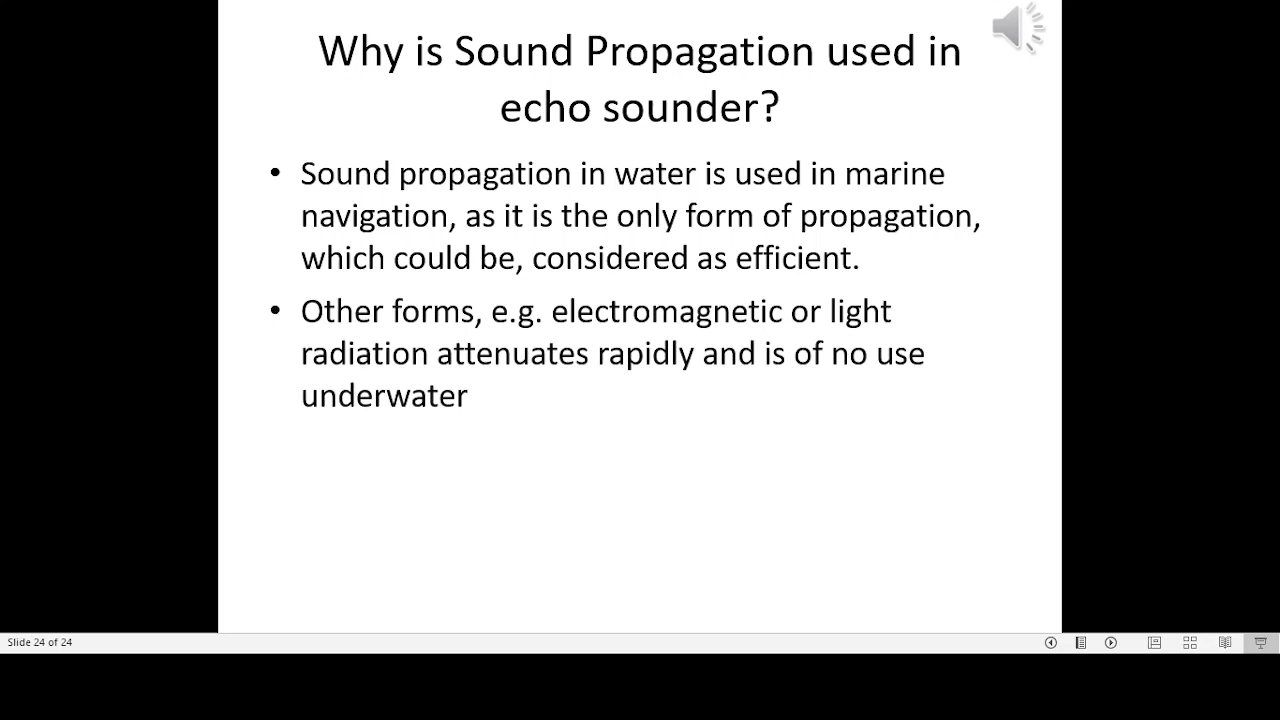 Why is Sound Propagation used in
echo sounder?
• Sound propagation in water is used in marine
navigation, as it is the only form of propagation,
which could be, considered as efficient.
• Other forms, e.g. electromagnetic or light
radiation attenuates rapidly and is of no use
underwater
Slide 24 of 24